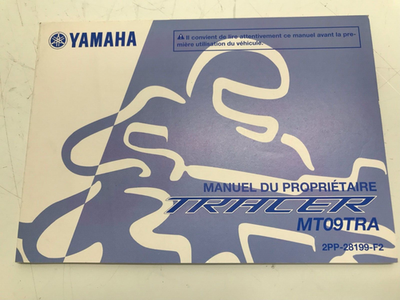 YAMAHA
⚠ Il convient de lire attentivement ce manuel avant la pre-
mière utilisation du véhicule.
MANUEL DU PROPRIÉTAIRE
TRACER
MT09TRA
2PP-28199-F2